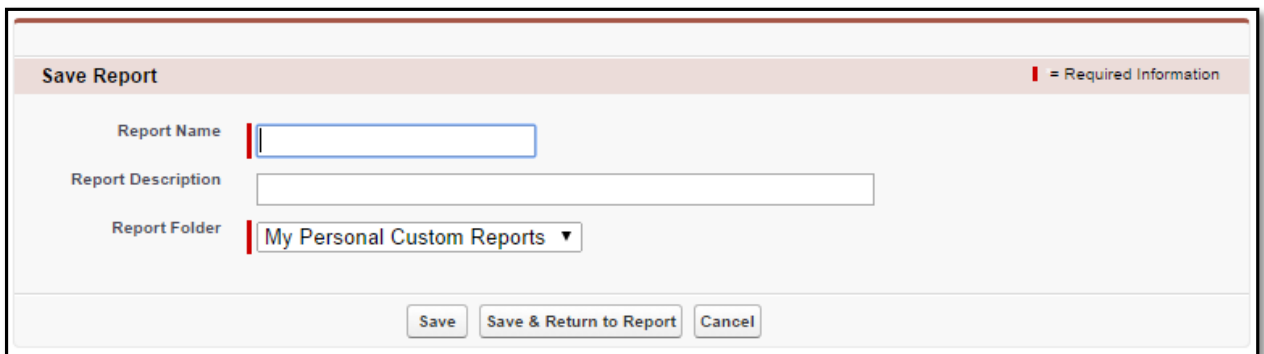 Save Report
= Required Information
Report Name
Report Description
Report Folder
My Personal Custom Reports
Save
Save & Return to Report
Cancel